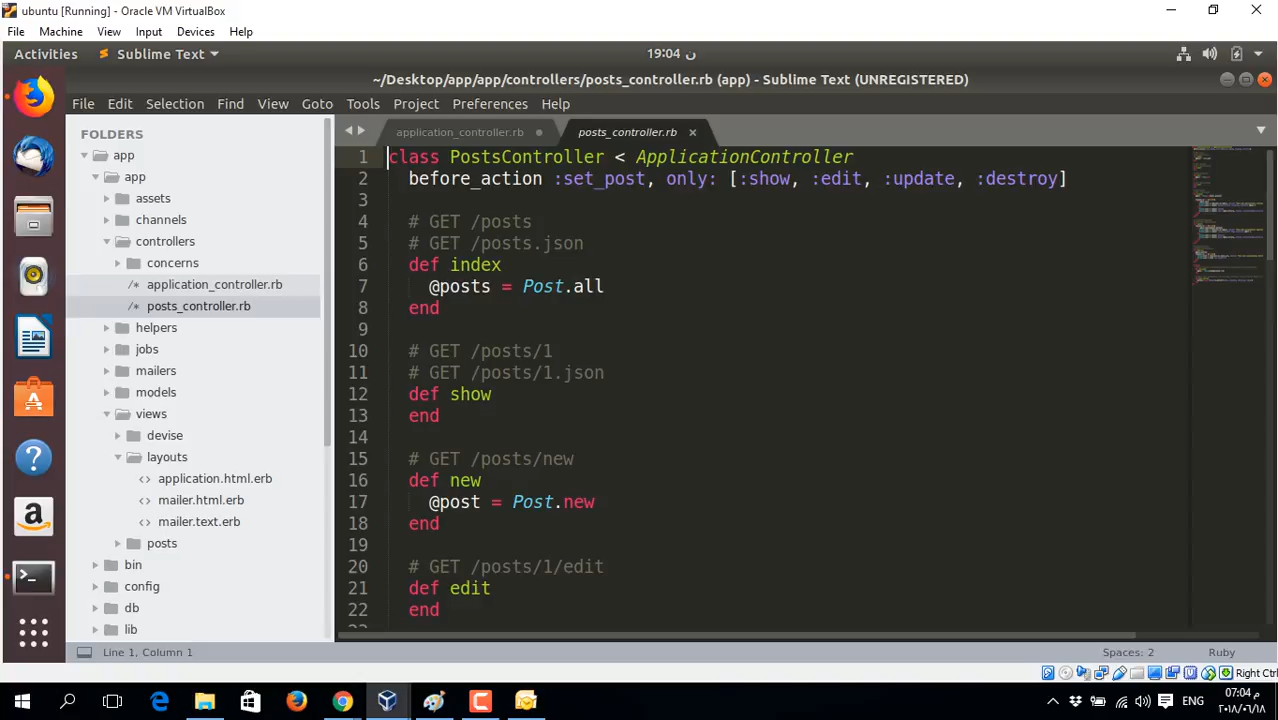 ubuntu [Running] - Oracle VM VirtualBox
File Machine View Input Devices Help
Activities Sublime Text ن 19:04
~/Desktop/app/app/controllers/posts_controller.rb (app) - Sublime Text (UNREGISTERED)
File Edit Selection Find View Goto Tools Project Preferences Help
application_controller.rb posts_controller.rb
FOLDERS
app
app
assets
channels
controllers
concerns
/* application_controller.rb
/* posts_controller.rb
helpers
jobs
mailers
models
views
devise
layouts
<> application.html.erb
<> mailer.html.erb
<> mailer.text.erb
posts
bin
config
db
lib
1 class PostsController < ApplicationController
2 before_action :set_post, only: [:show, :edit, :update, :destroy]
3
4 # GET /posts
5 # GET /posts.json
6 def index
7 @posts = Post.all
8 end
9
10 # GET /posts/1
11 # GET /posts/1.json
12 def show
13 end
14
15 # GET /posts/new
16 def new
17 @post = Post.new
18 end
19
20 # GET /posts/1/edit
21 def edit
22 end
Line 1, Column 1 Spaces: 2 Ruby
Right Ctrl
ENG
07:04 م
٢٠١٨/٠٦/١٨